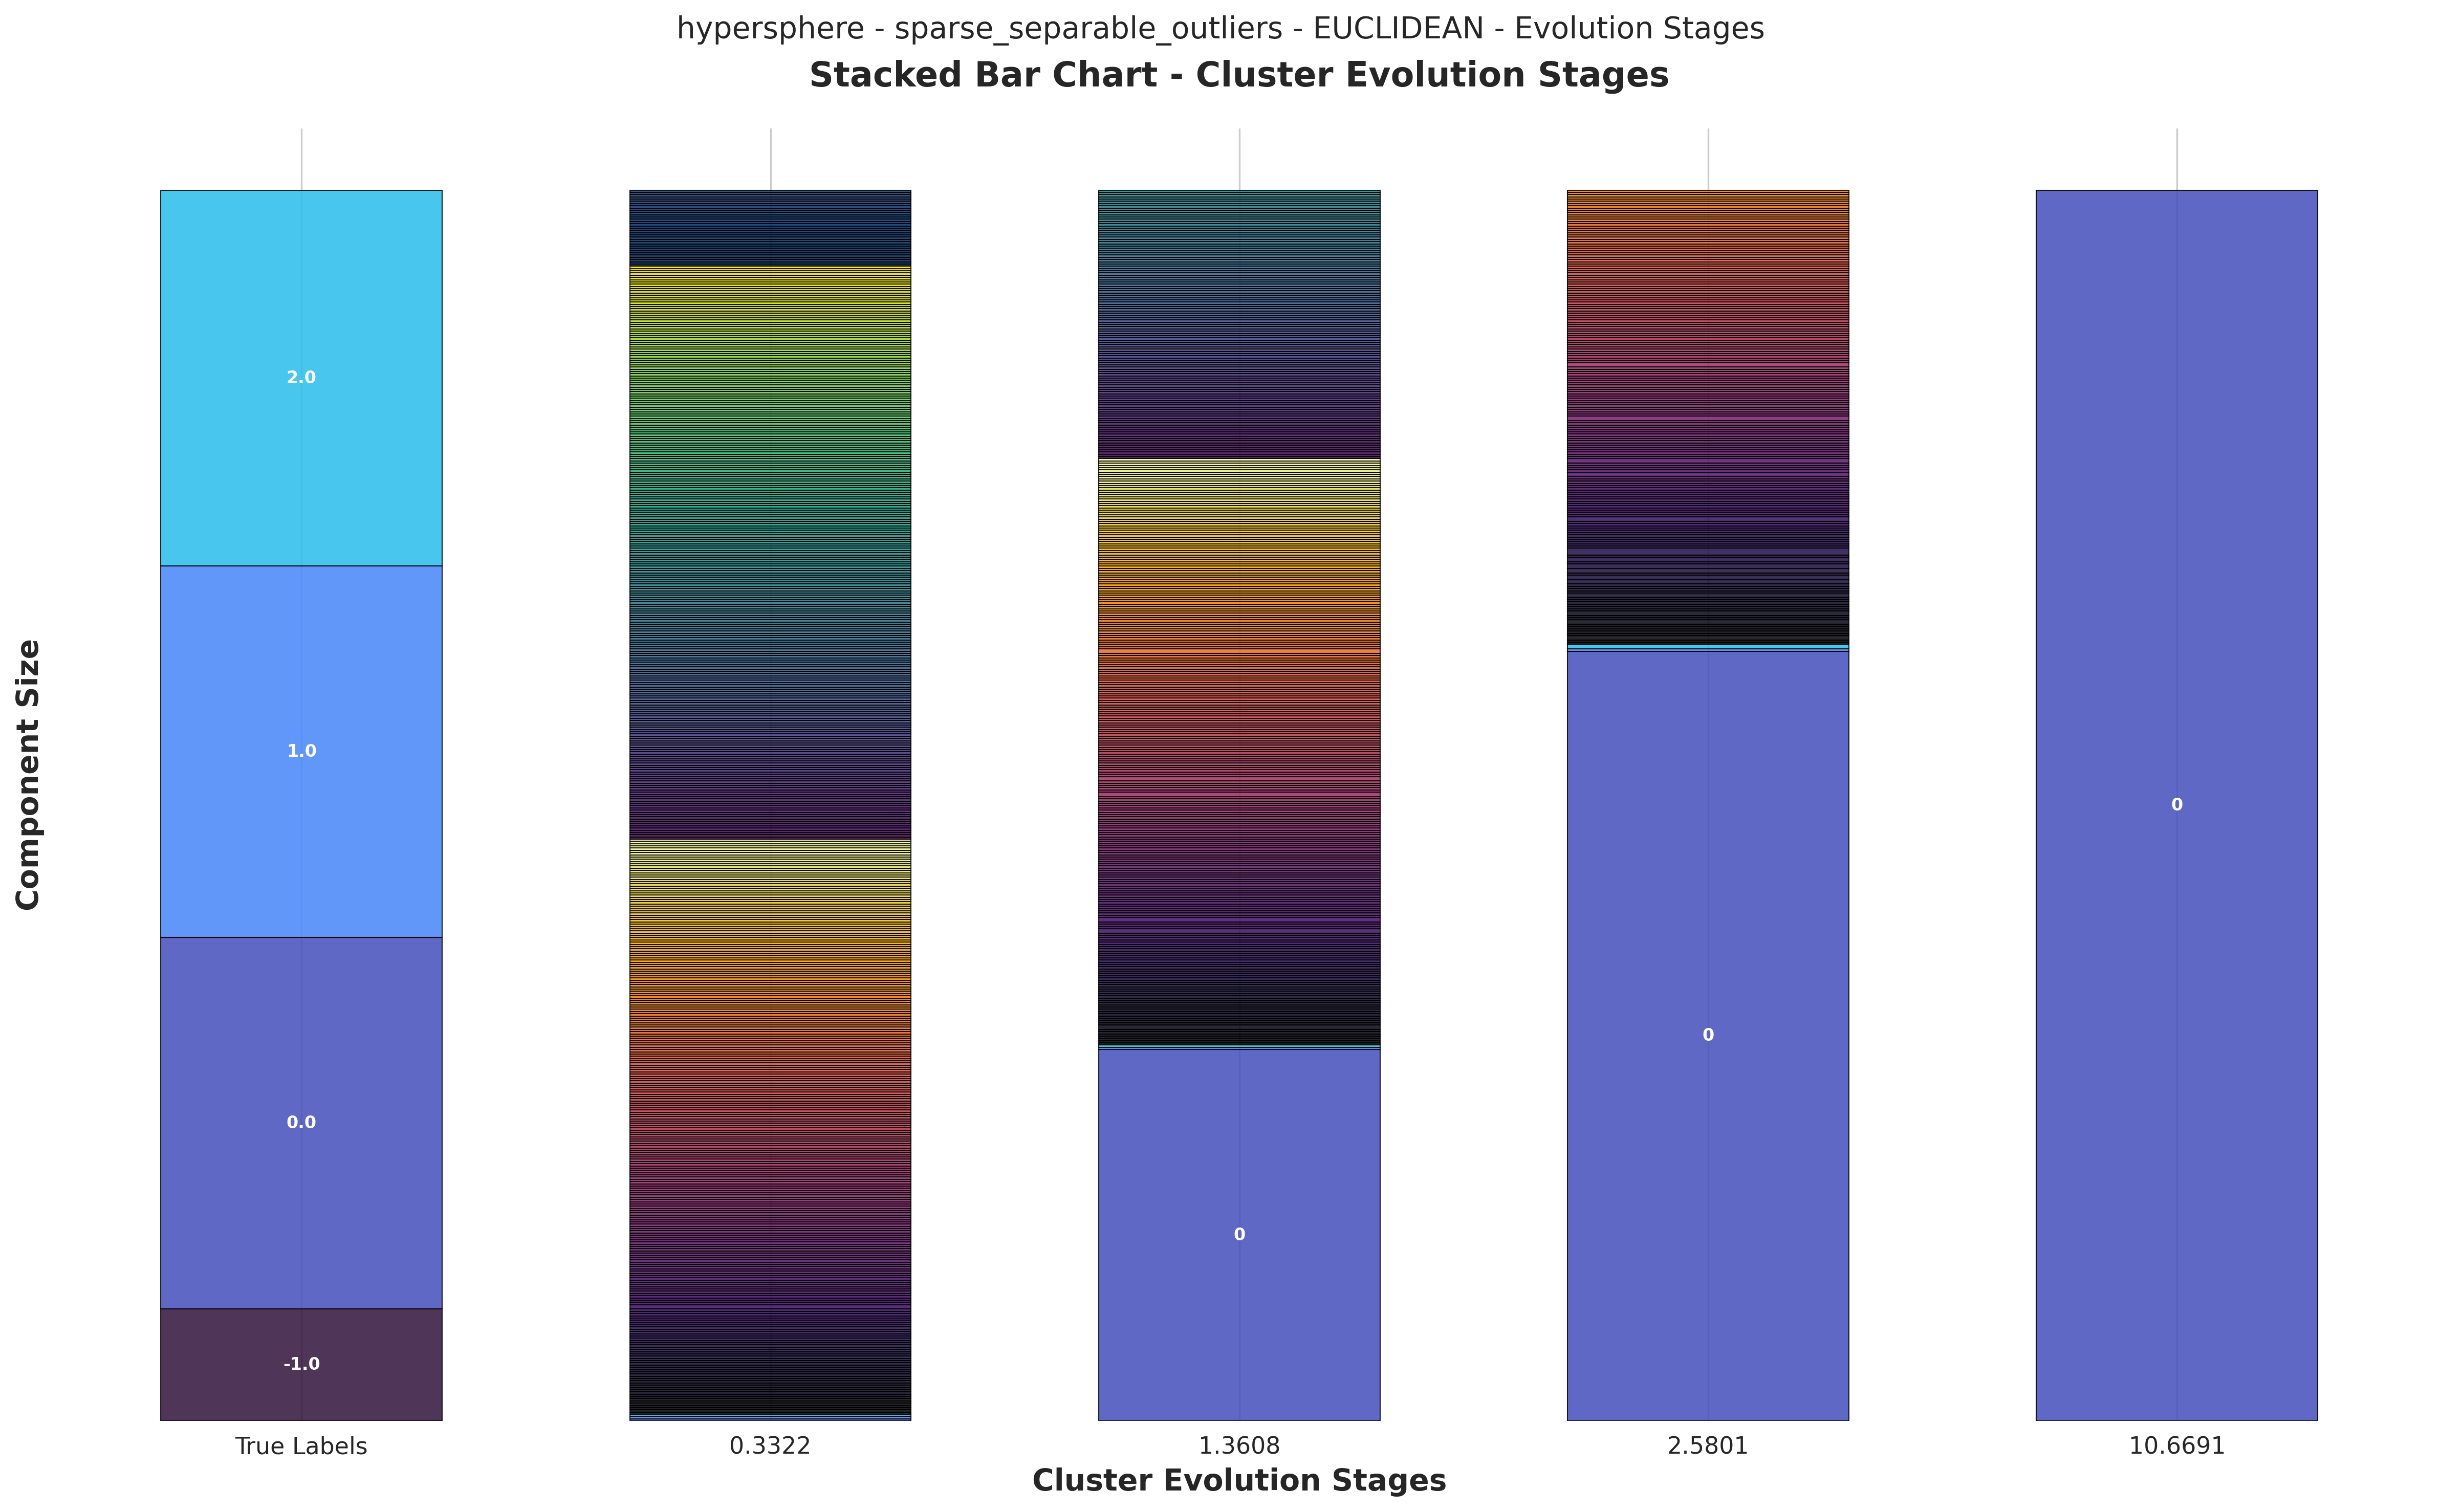 hypersphere - sparse_separable_outliers - EUCLIDEAN - Evolution Stages
Stacked Bar Chart - Cluster Evolution Stages
Component Size
2.0
1.0
0.0
-1.0
0
0
0
True Labels
0.3322
1.3608
2.5801
10.6691
Cluster Evolution Stages